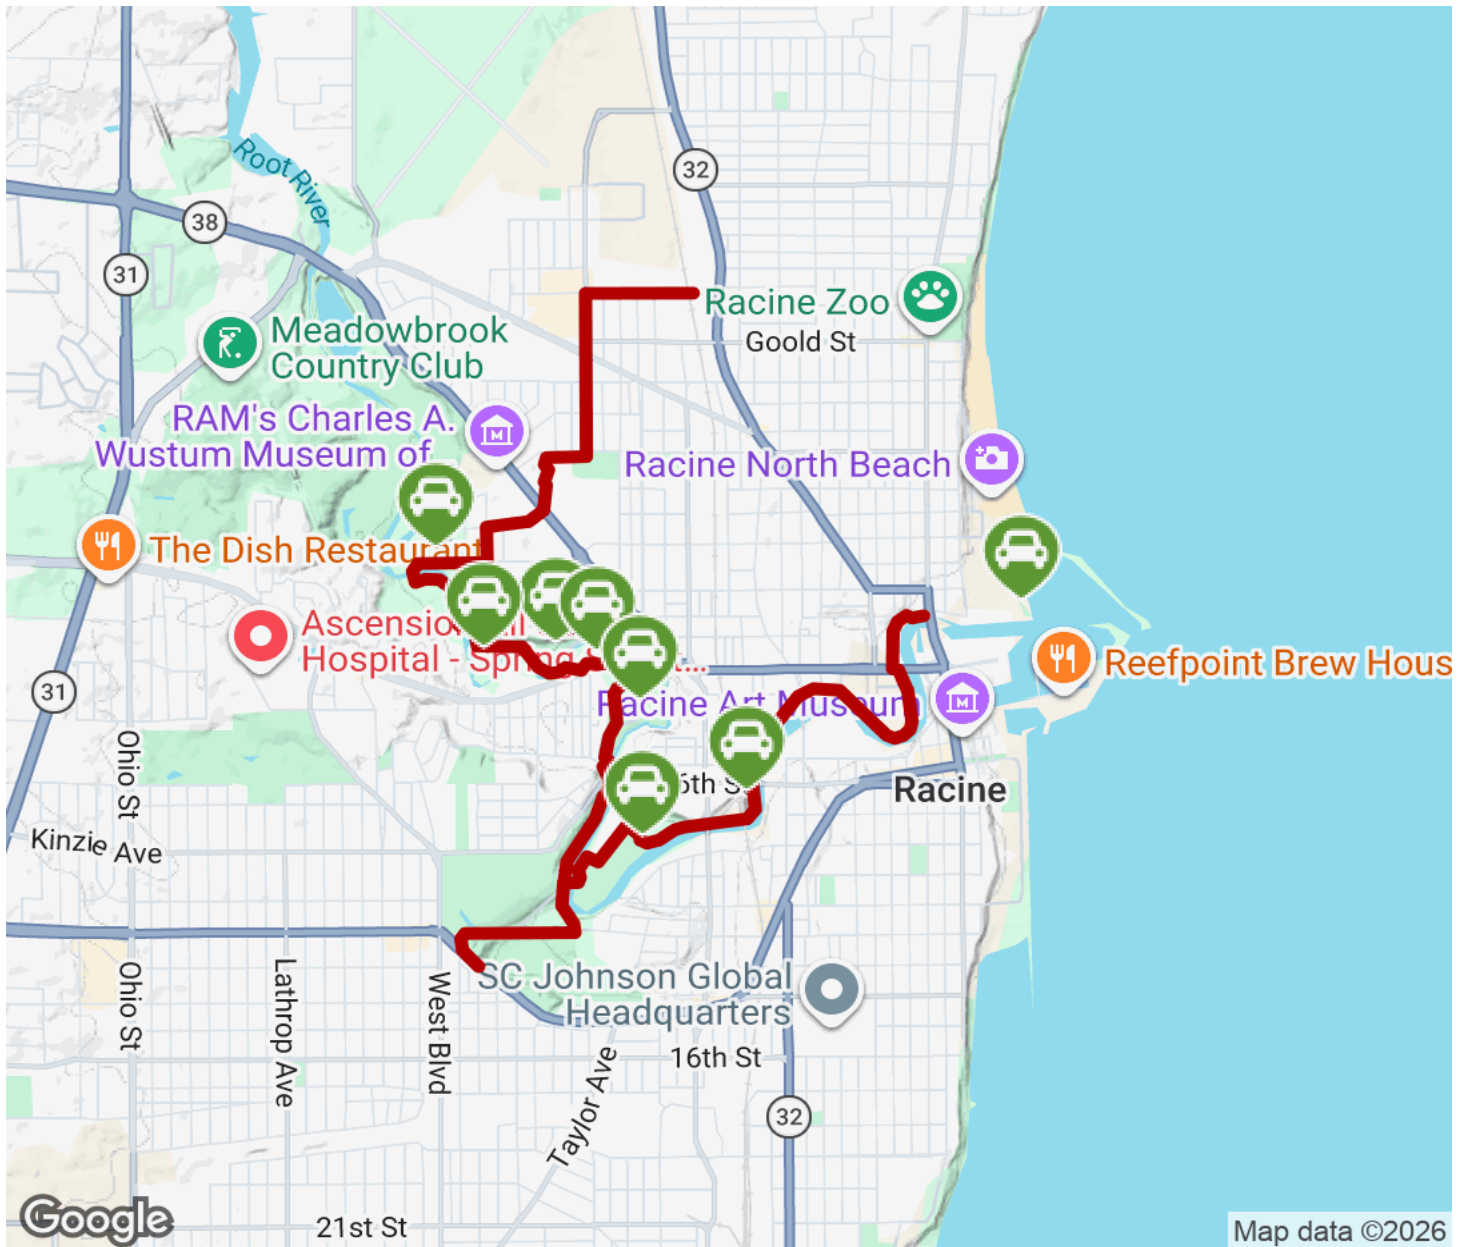 Root River
32
38
31
Racine Zoo
Goold St
Meadowbrook
Country Club
RAM's Charles A.
Wustum Museum of
Racine North Beach
The Dish Restaurant
Ascension
Hospital - Spring
Reefpoint Brew Hous
31
Racine Art Museum
6th St
Racine
Ohio St
Kinzie Ave
SC Johnson Global
Headquarters
Ohio St
Lathrop Ave
West Blvd
16th St
Taylor Ave
32
21st St
Google
Map data ©2026